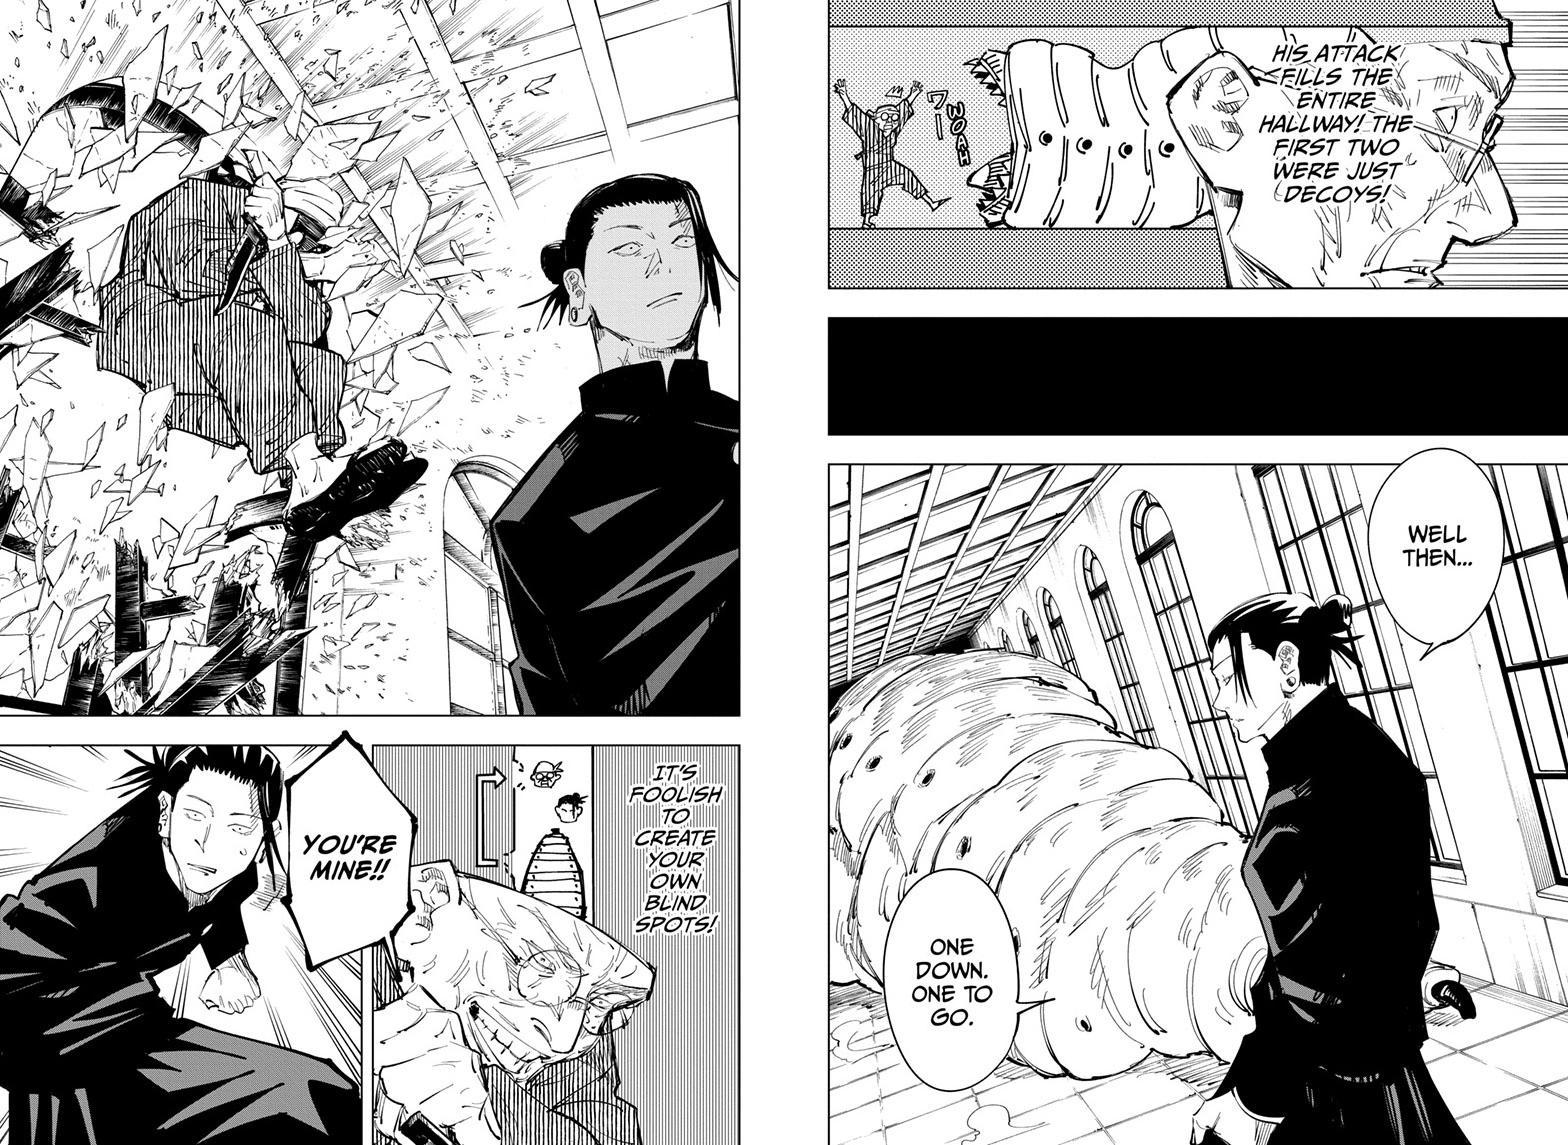 HIS ATTACK
FILLS THE
ENTIRE
HALLWAY! THE
FIRST TWO
WERE JUST
DECOYS!
ワー
WOAH
WELL
THEN...
ONE
DOWN.
ONE TO
GO.
IT'S
FOOLISH
TO
CREATE
YOUR
OWN
BLIND
SPOTS!
YOU'RE
MINE!!